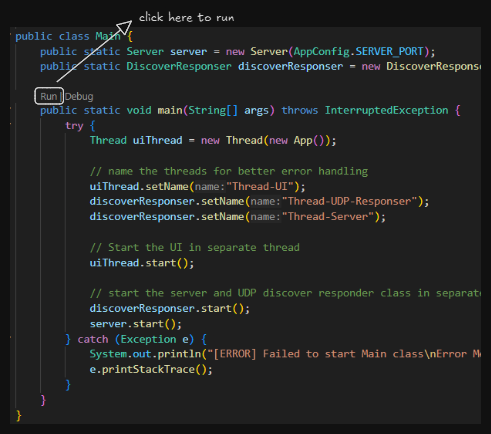 click here to run
public class Main {
public static Server server = new Server(AppConfig.SERVER_PORT);
public static DiscoverResponser discoverResponser = new DiscoverResponse
Run | Debug
public static void main(String[] args) throws InterruptedException {
try {
Thread uiThread = new Thread(new App());
// name the threads for better error handling
uiThread.setName(name:"Thread-UI");
discoverResponser.setName(name:"Thread-UDP-Responser");
discoverResponser.setName(name:"Thread-Server");
// Start the UI in separate thread
uiThread.start();
// start the server and UDP discover responder class in separat
discoverResponser.start();
server.start();
} catch (Exception e) {
System.out.println("[ERROR] Failed to start Main class\nError Me
e.printStackTrace();
}
}
}